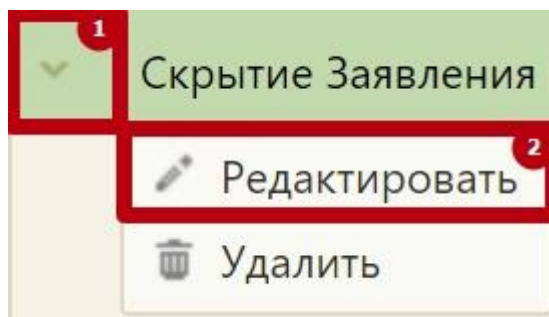 1
Скрытие Заявления
2
Редактировать
Удалить